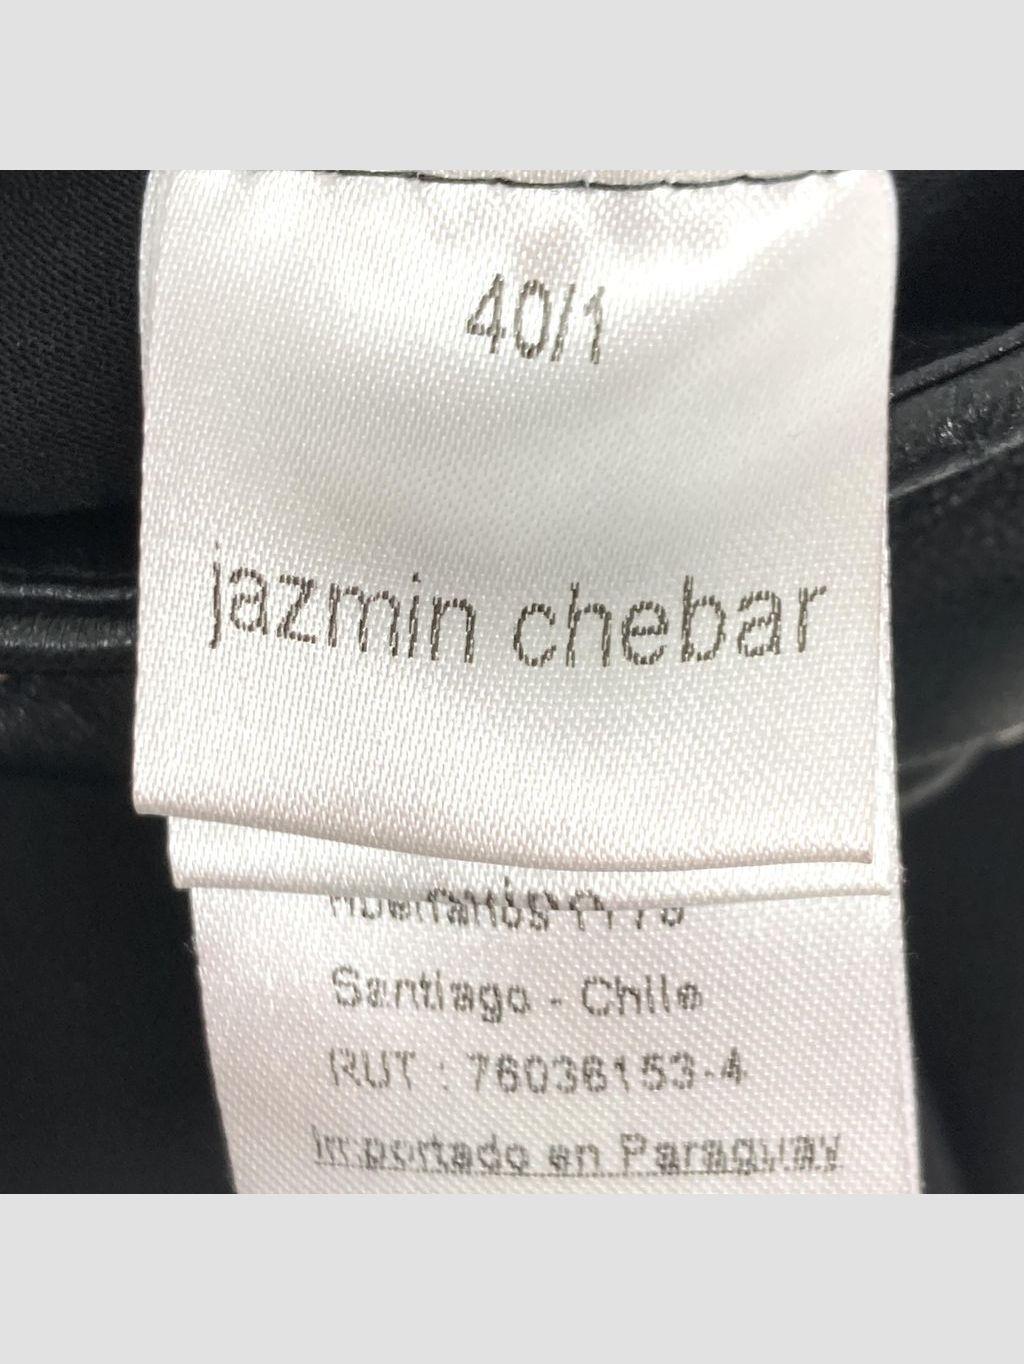 40/1
jazmin chebar
Santiago - Chile
RUT : 76036153-4
Importado en Paraguay